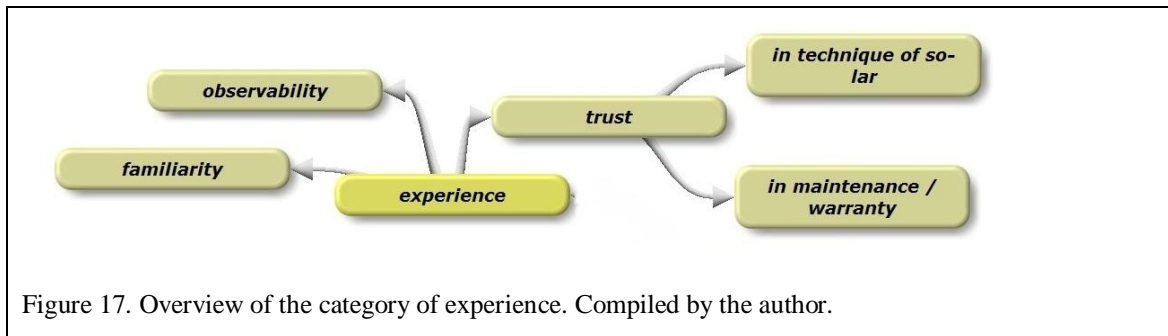 in technique of so-
lar
observability
trust
familiarity
experience
in maintenance /
warranty
Figure 17. Overview of the category of experience. Compiled by the author.